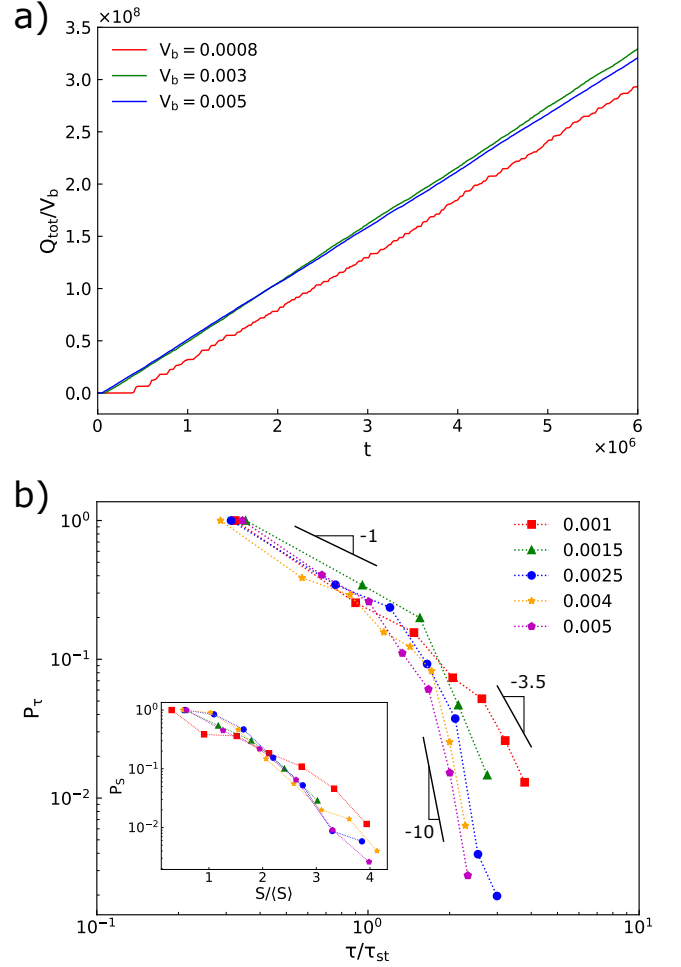 a)
×10⁸
3.5
3.0
2.5
2.0
1.5
1.0
0.5
0.0
Q_tot/V_b
V_b = 0.0008
V_b = 0.003
V_b = 0.005
0 1 2 3 4 5 6
t
×10⁶
b)
10⁰
10⁻¹
10⁻²
P_τ
-1
-3.5
-10
0.001
0.0015
0.0025
0.004
0.005
10⁰
10⁻¹
10⁻²
P_S
1 2 3 4
S/⟨S⟩
10⁻¹ 10⁰ 10¹
τ/τ_st